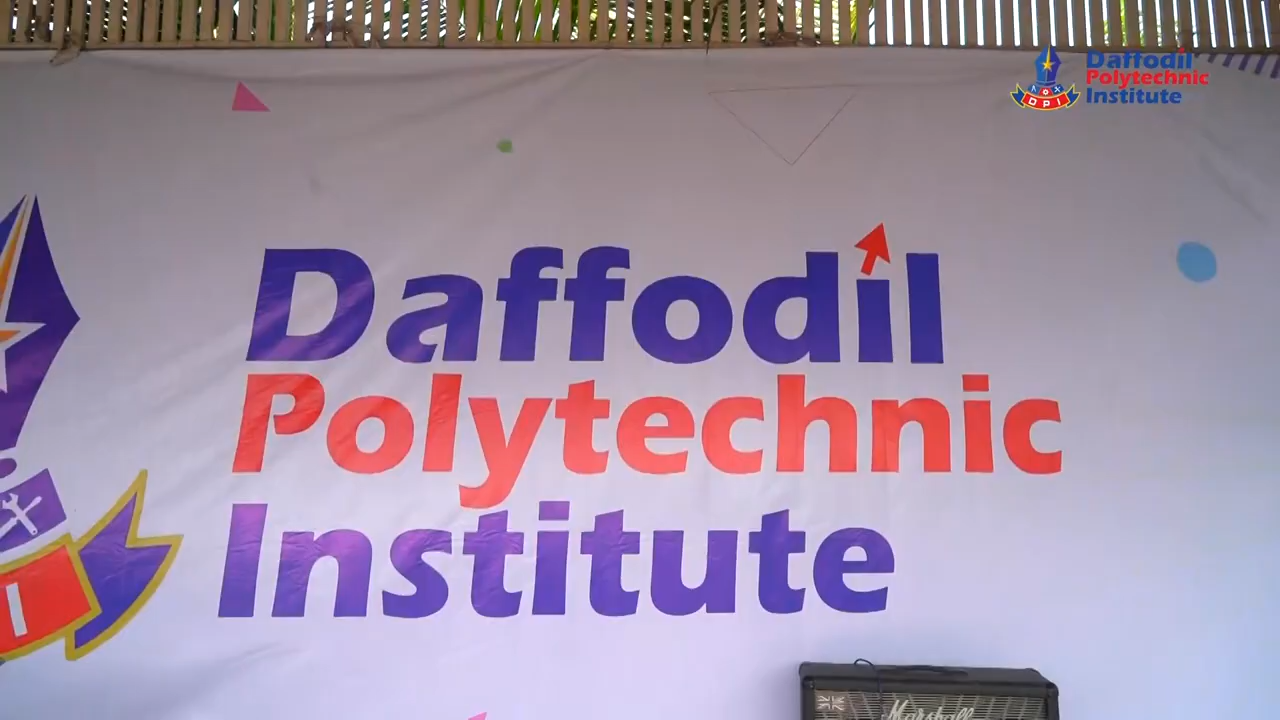 Daffodil
Polytechnic
Institute
DPI
Daffodil
Polytechnic
Institute
I
Marshall